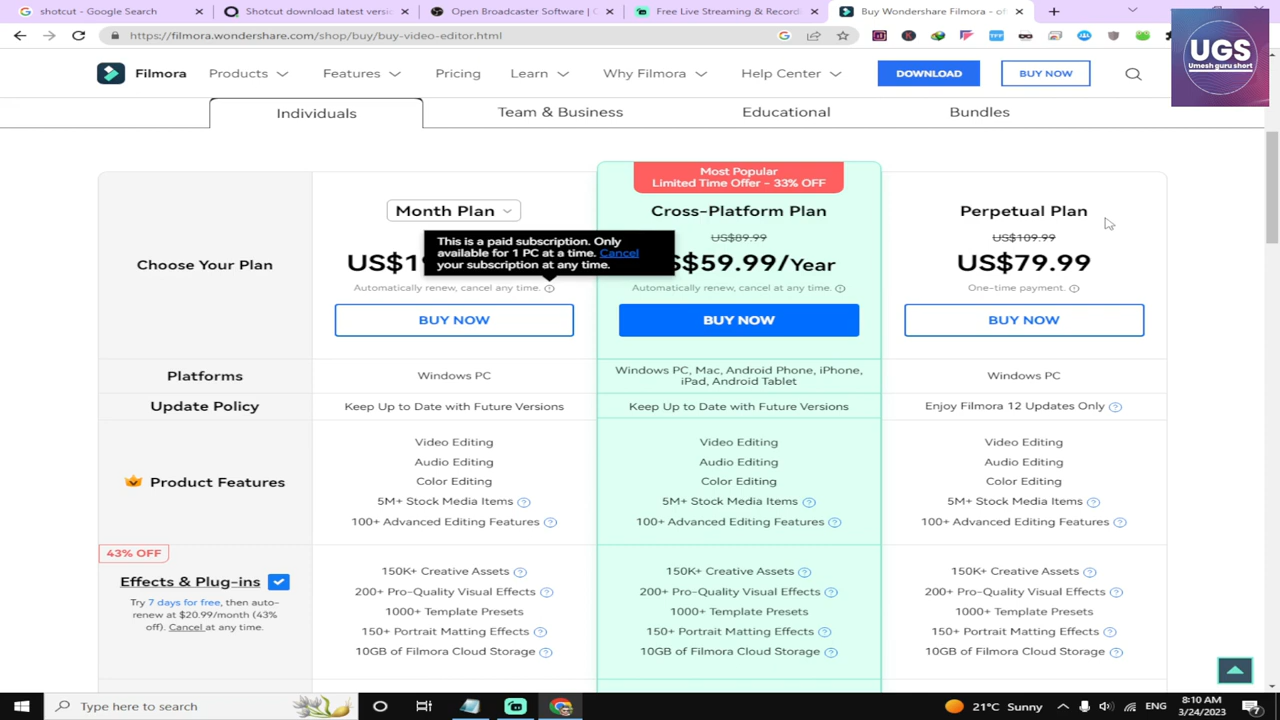 shotcut - Google Search
Shotcut download latest versio
Open Broadcaster Software | O
Free Live Streaming & Record
Buy Wondershare Filmora - of
https://filmora.wondershare.com/shop/buy/buy-video-editor.html
UGS
Umesh guru short
Filmora
Products
Features
Pricing
Learn
Why Filmora
Help Center
DOWNLOAD
BUY NOW
Individuals
Team & Business
Educational
Bundles
Most Popular
Limited Time Offer - 33% OFF
Choose Your Plan
Month Plan
This is a paid subscription. Only
available for 1 PC at a time. Cancel
your subscription at any time.
US$19
Automatically renew, cancel any time.
BUY NOW
Cross-Platform Plan
US$89.99
$59.99/Year
Automatically renew, cancel at any time.
BUY NOW
Perpetual Plan
US$109.99
US$79.99
One-time payment.
BUY NOW
Platforms
Windows PC
Windows PC, Mac, Android Phone, iPhone,
iPad, Android Tablet
Windows PC
Update Policy
Keep Up to Date with Future Versions
Keep Up to Date with Future Versions
Enjoy Filmora 12 Updates Only
Product Features
Video Editing
Audio Editing
Color Editing
5M+ Stock Media Items
100+ Advanced Editing Features
Video Editing
Audio Editing
Color Editing
5M+ Stock Media Items
100+ Advanced Editing Features
Video Editing
Audio Editing
Color Editing
5M+ Stock Media Items
100+ Advanced Editing Features
43% OFF
Effects & Plug-ins
Try 7 days for free, then auto-
renew at $20.99/month (43%
off). Cancel at any time.
150K+ Creative Assets
200+ Pro-Quality Visual Effects
1000+ Template Presets
150+ Portrait Matting Effects
10GB of Filmora Cloud Storage
150K+ Creative Assets
200+ Pro-Quality Visual Effects
1000+ Template Presets
150+ Portrait Matting Effects
10GB of Filmora Cloud Storage
150K+ Creative Assets
200+ Pro-Quality Visual Effects
1000+ Template Presets
150+ Portrait Matting Effects
10GB of Filmora Cloud Storage
Type here to search
21°C Sunny
ENG
8:10 AM
3/24/2023